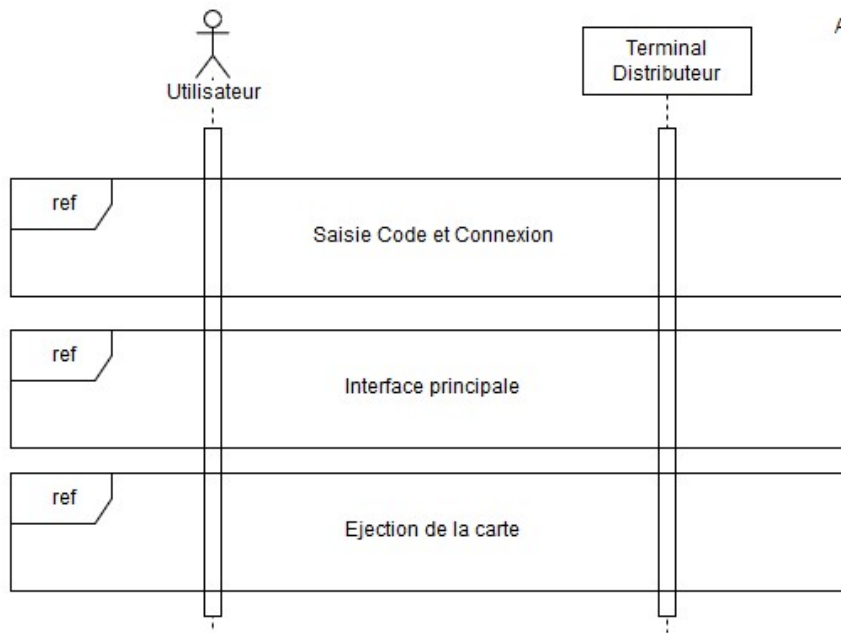 Utilisateur
Terminal
Distributeur
A
ref
Saisie Code et Connexion
ref
Interface principale
ref
Ejection de la carte